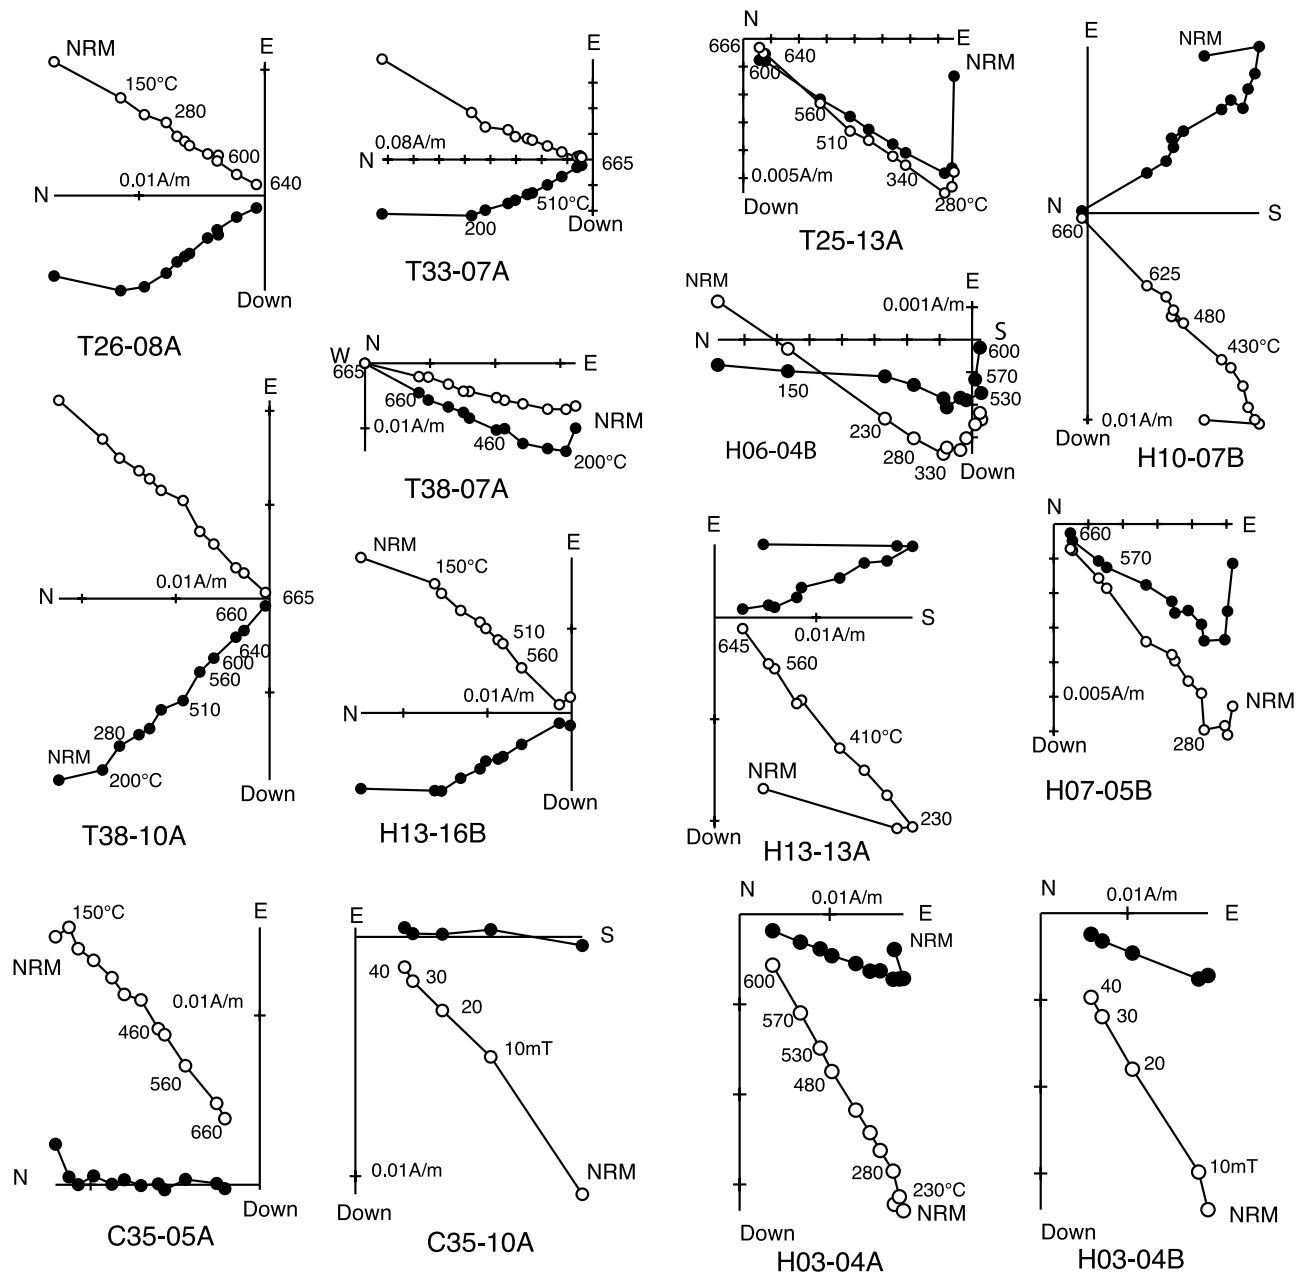 E
NRM
150°C
280
600
640
0.01A/m
N
Down
T26-08A
E
0.08A/m
N
665
510°C
200
Down
T33-07A
N
666
640
E
600
NRM
560
510
0.005A/m
340
Down
280°C
T25-13A
E
NRM
N
S
660
625
480
430°C
0.01A/m
Down
H10-07B
N
W
E
665
660
NRM
0.01A/m
460
200°C
T38-07A
NRM
E
0.001A/m
N
S
600
150
570
530
230
280
330
Down
H06-04B
E
0.01A/m
N
665
660
640
600
560
510
280
NRM
200°C
Down
T38-10A
E
NRM
150°C
510
560
0.01A/m
N
Down
H13-16B
E
S
0.01A/m
645
560
410°C
NRM
230
Down
H13-13A
N
E
660
570
0.005A/m
NRM
280
Down
H07-05B
150°C
E
NRM
0.01A/m
460
560
660
N
Down
C35-05A
E
S
40
30
20
10mT
0.01A/m
NRM
Down
C35-10A
N
0.01A/m
E
NRM
600
570
530
480
280
230°C
NRM
Down
H03-04A
N
0.01A/m
E
40
30
20
10mT
NRM
Down
H03-04B